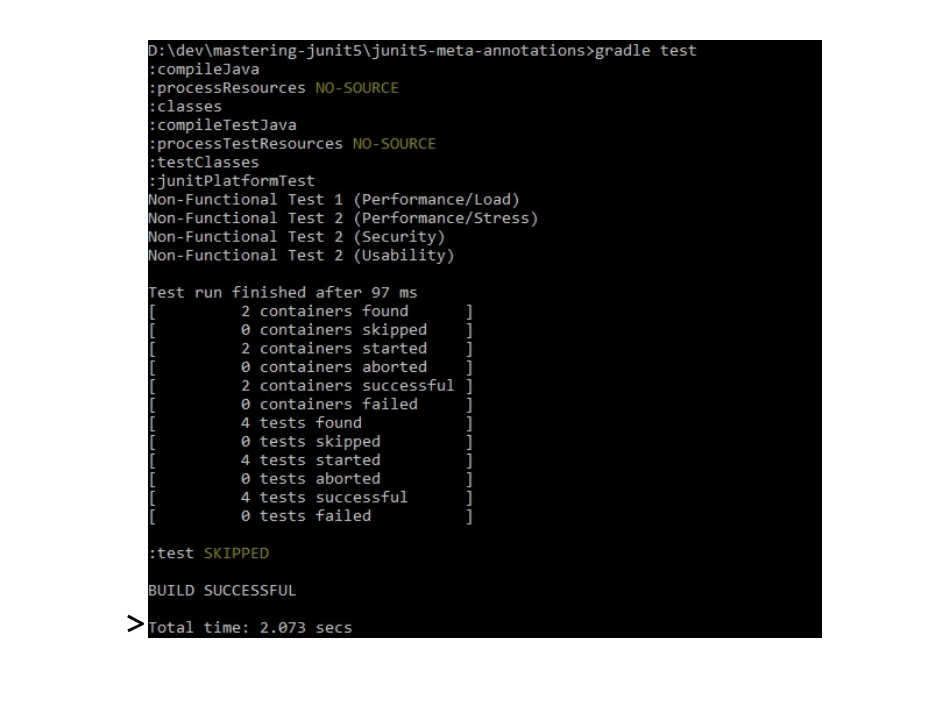 D:\dev\mastering-junit5\junit5-meta-annotations>gradle test
:compileJava
:processResources NO-SOURCE
:classes
:compileTestJava
:processTestResources NO-SOURCE
:testClasses
:junitPlatformTest
Non-Functional Test 1 (Performance/Load)
Non-Functional Test 2 (Performance/Stress)
Non-Functional Test 2 (Security)
Non-Functional Test 2 (Usability)
Test run finished after 97 ms
[         2 containers found      ]
[         0 containers skipped    ]
[         2 containers started    ]
[         0 containers aborted    ]
[         2 containers successful ]
[         0 containers failed     ]
[         4 tests found           ]
[         0 tests skipped         ]
[         4 tests started         ]
[         0 tests aborted         ]
[         4 tests successful      ]
[         0 tests failed          ]
:test SKIPPED
BUILD SUCCESSFUL
>Total time: 2.073 secs